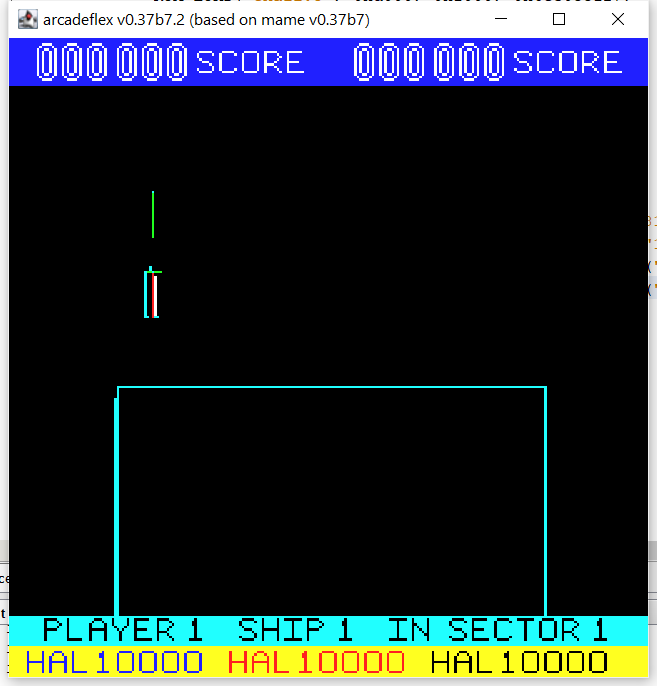 arcadeflex v0.37b7.2 (based on mame v0.37b7)
000000 SCORE 000000 SCORE
PLAYER 1 SHIP 1 IN SECTOR 1
HAL10000 HAL10000 HAL10000